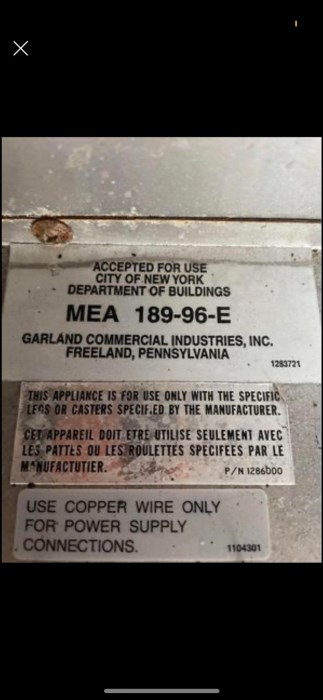 ACCEPTED FOR USE
CITY OF NEW YORK
DEPARTMENT OF BUILDINGS
MEA 189-96-E
GARLAND COMMERCIAL INDUSTRIES, INC.
FREELAND, PENNSYLVANIA
1283721
THIS APPLIANCE IS FOR USE ONLY WITH THE SPECIFIC
LEGS OR CASTERS SPECIFIED BY THE MANUFACTURER.
CET APPAREIL DOIT ETRE UTILISE SEULEMENT AVEC
LES PATTES OU LES ROULETTES SPECIFEES PAR LE
MANUFACTUTIER.
P/N 1286000
USE COPPER WIRE ONLY
FOR POWER SUPPLY
CONNECTIONS.
1104301